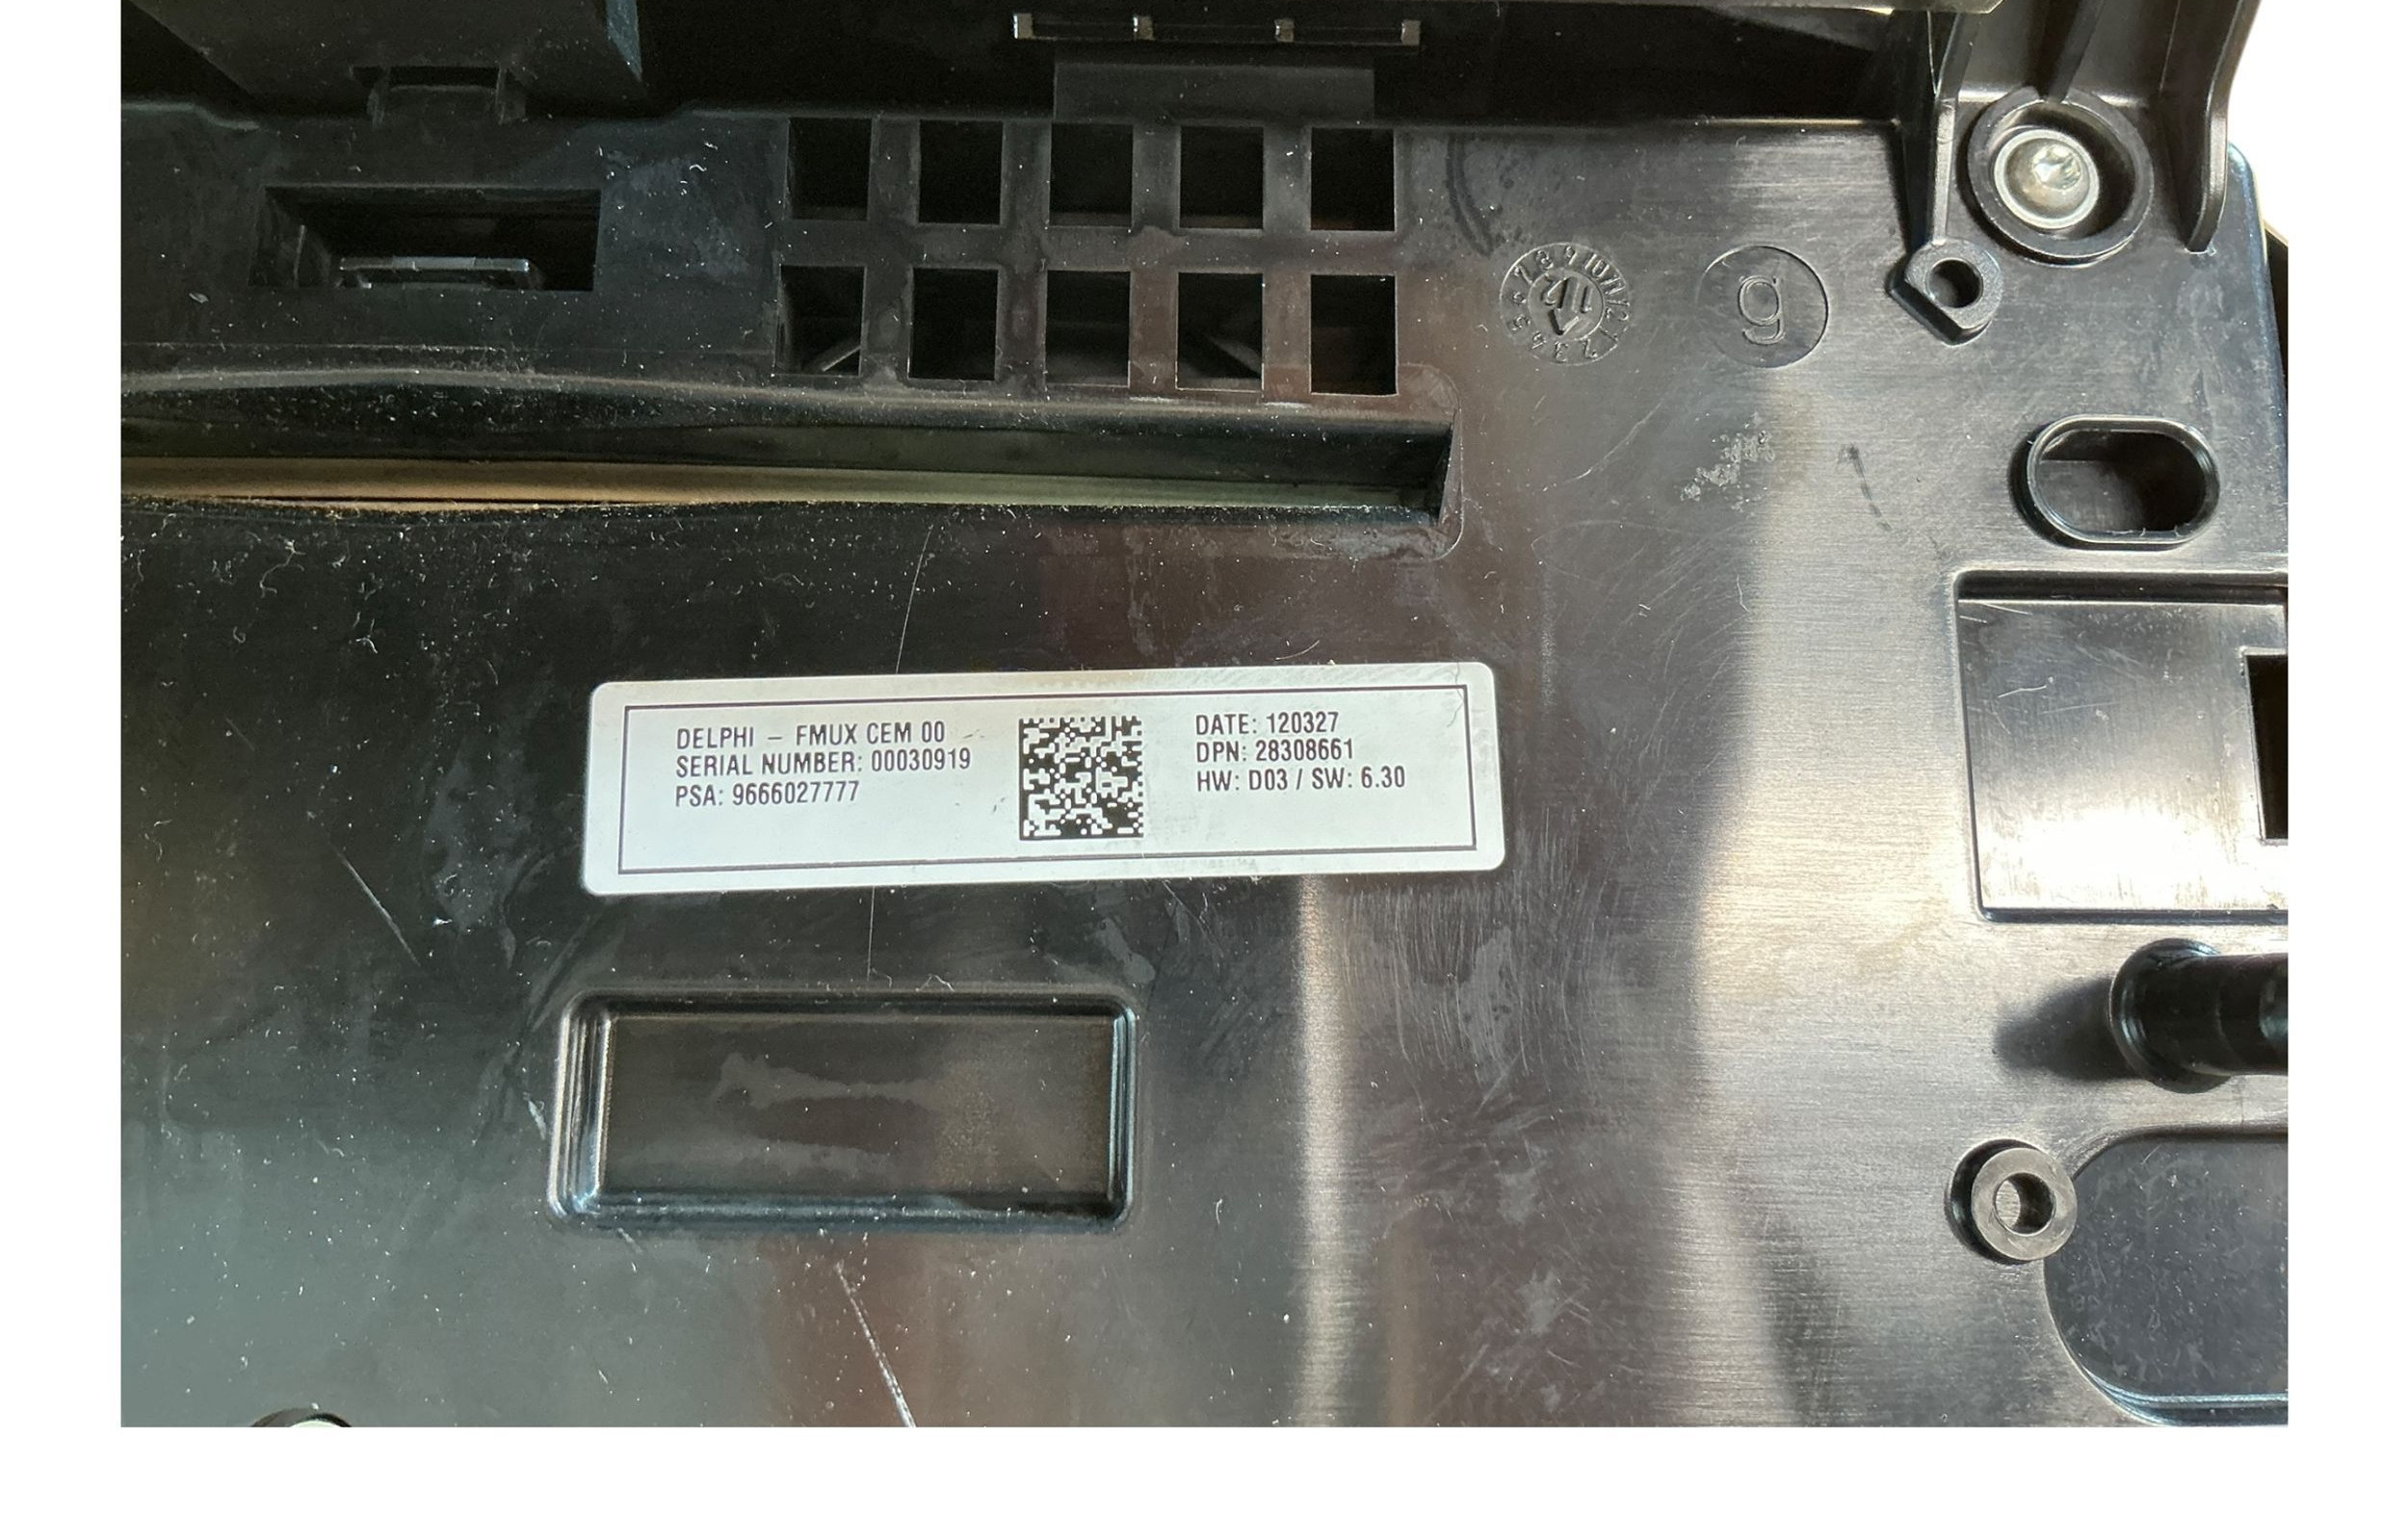 g
DELPHI – FMUX CEM 00
SERIAL NUMBER: 00030919
PSA: 9666027777
DATE: 120327
DPN: 28308661
HW: D03 / SW: 6.30